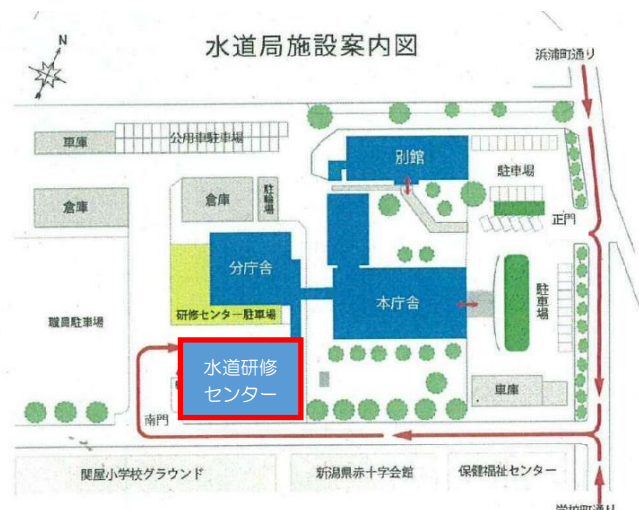 N
水道局施設案内図
浜浦町通り
車庫
公用車駐車場
別館
駐車場
倉庫
倉庫
駐輪場
正門
分庁舎
本庁舎
駐車場
研修センター駐車場
職員駐車場
水道研修
センター
車庫
南門
関屋小学校グラウンド
新潟県赤十字会館
保健福祉センター